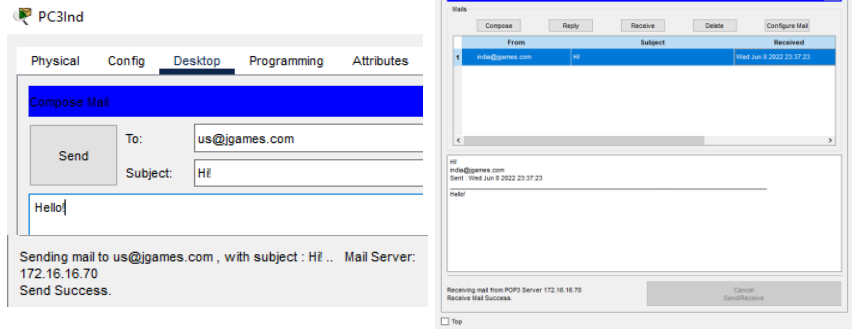 PC3Ind
Physical Config Desktop Programming Attributes
Compose Mail
Send
To: us@jgames.com
Subject: Hi!
Hello!
Sending mail to us@jgames.com , with subject : Hi! .. Mail Server:
172.16.16.70
Send Success.
Mails
Compose Reply Receive Delete Configure Mail
From Subject Received
1 india@jgames.com Hi! Wed Jun 8 2022 23:37:23
Hi!
india@jgames.com
Sent : Wed Jun 8 2022 23:37:23
Hello!
Receiving mail from POP3 Server 172.16.16.70
Receive Mail Success.
Cancel
Send/Receive
Top